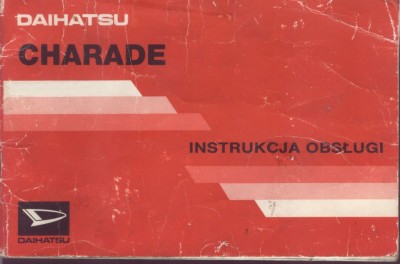 DAIHATSU
CHARADE
INSTRUKCJA OBSŁUGI
DAIHATSU